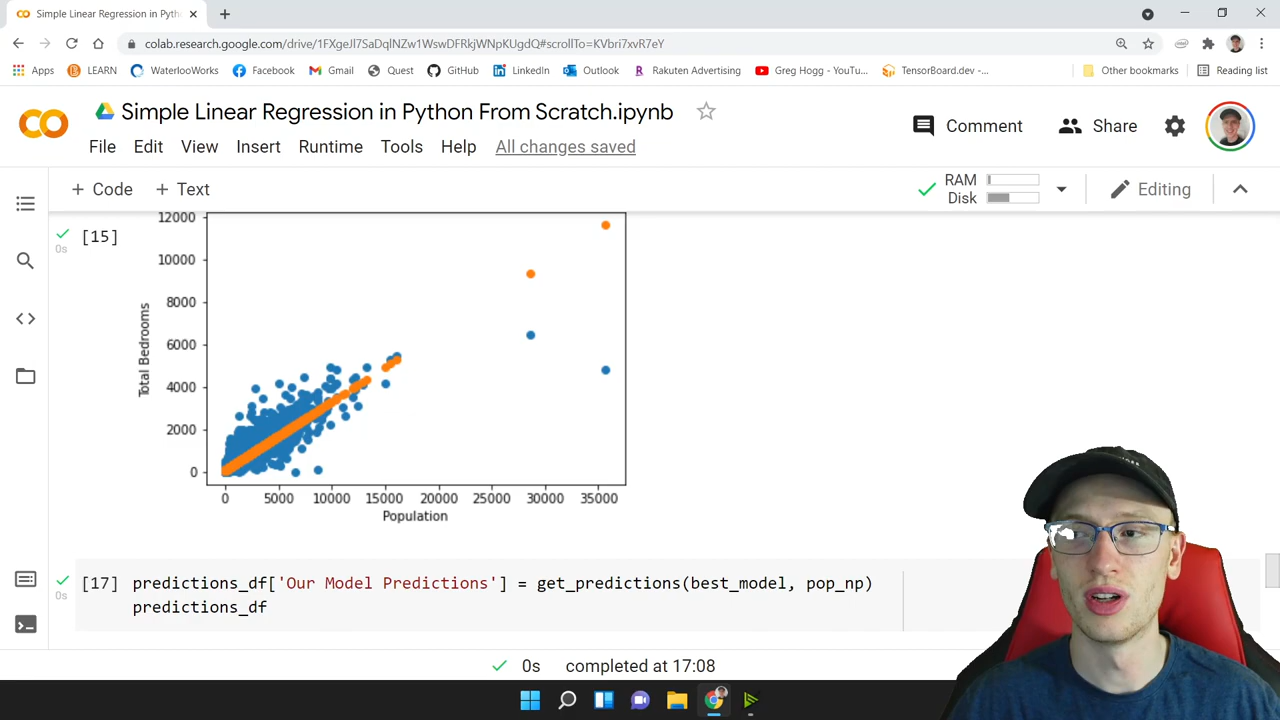 Simple Linear Regression in Pyth
colab.research.google.com/drive/1FXgeJl7SaDqlNZw1WswDFRkjWNpKUgdQ#scrollTo=KVbri7xvR7eY
Apps LEARN WaterlooWorks Facebook Gmail Quest GitHub LinkedIn Outlook Rakuten Advertising Greg Hogg - YouTu... TensorBoard.dev -... Other bookmarks Reading list
Simple Linear Regression in Python From Scratch.ipynb
Comment Share
File Edit View Insert Runtime Tools Help All changes saved
+ Code + Text
RAM
Disk
Editing
[15]
0s
12000
10000
8000
6000
4000
2000
0
Total Bedrooms
0 5000 10000 15000 20000 25000 30000 35000
Population
[17] predictions_df['Our Model Predictions'] = get_predictions(best_model, pop_np)
0s
predictions_df
0s completed at 17:08